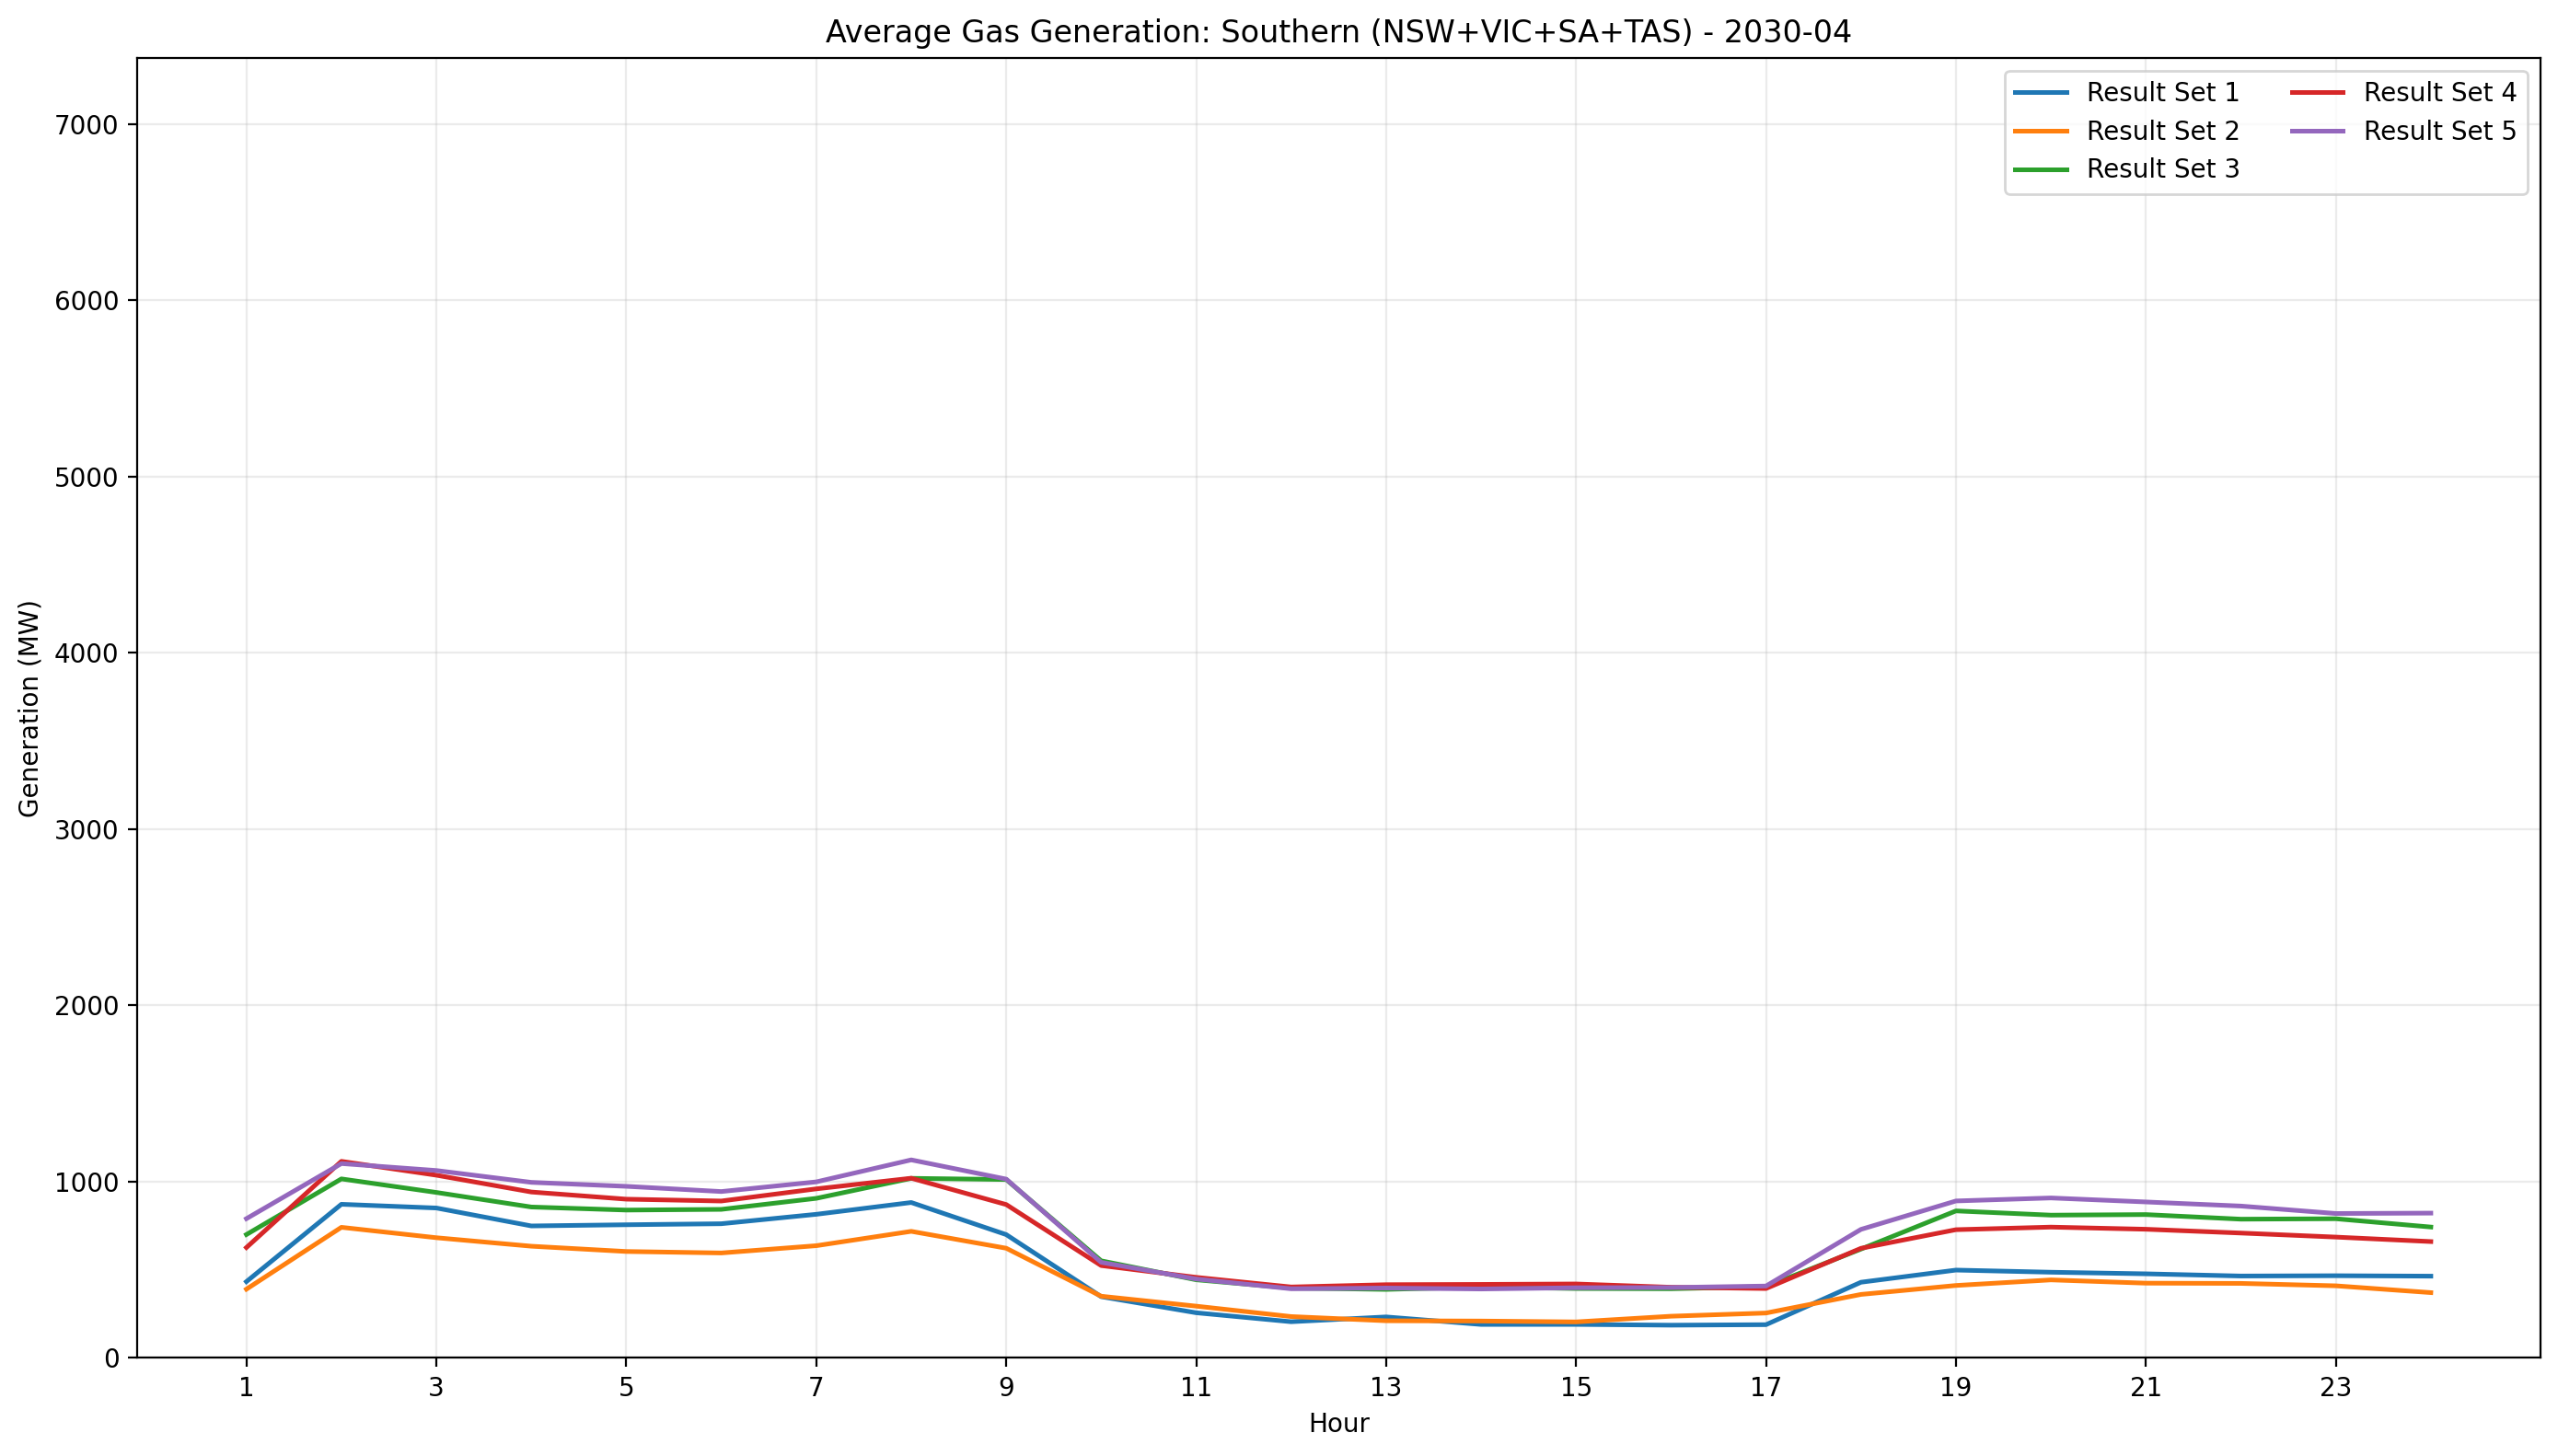 Average Gas Generation: Southern (NSW+VIC+SA+TAS) - 2030-04
Result Set 1
Result Set 2
Result Set 3
Result Set 4
Result Set 5
Generation (MW)
7000
6000
5000
4000
3000
2000
1000
0
1 3 5 7 9 11 13 15 17 19 21 23
Hour